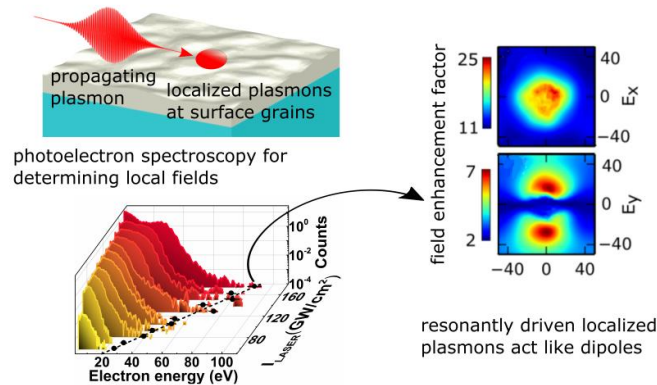 propagating
plasmon
localized plasmons
at surface grains
photoelectron spectroscopy for
determining local fields
10⁰
10⁻²
10⁻⁴
Counts
160
120
80
I_LASER (GW/cm²)
20 40 60 80 100
Electron energy (eV)
field enhancement factor
25
11
40
0
-40
Ex
7
2
40
0
-40
Ey
-50 0 50
resonantly driven localized
plasmons act like dipoles